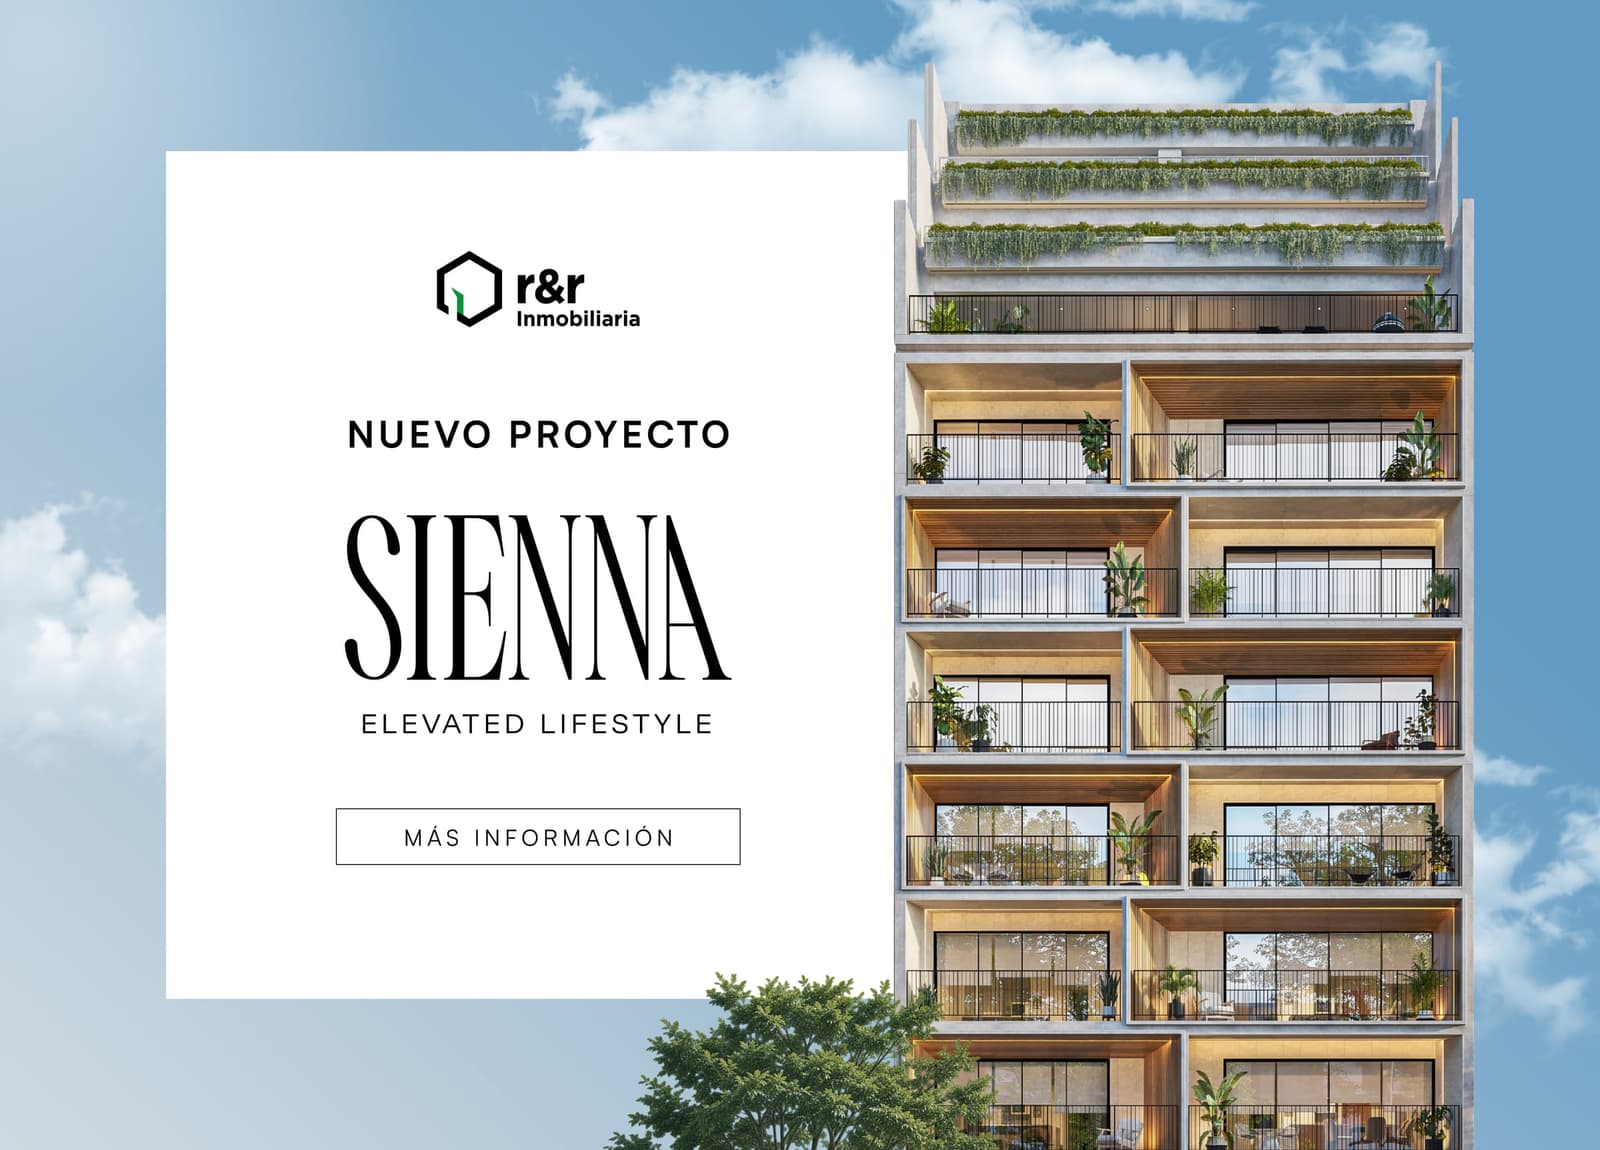 r&r
Inmobiliaria
NUEVO PROYECTO
SIENNA
ELEVATED LIFESTYLE
MÁS INFORMACIÓN